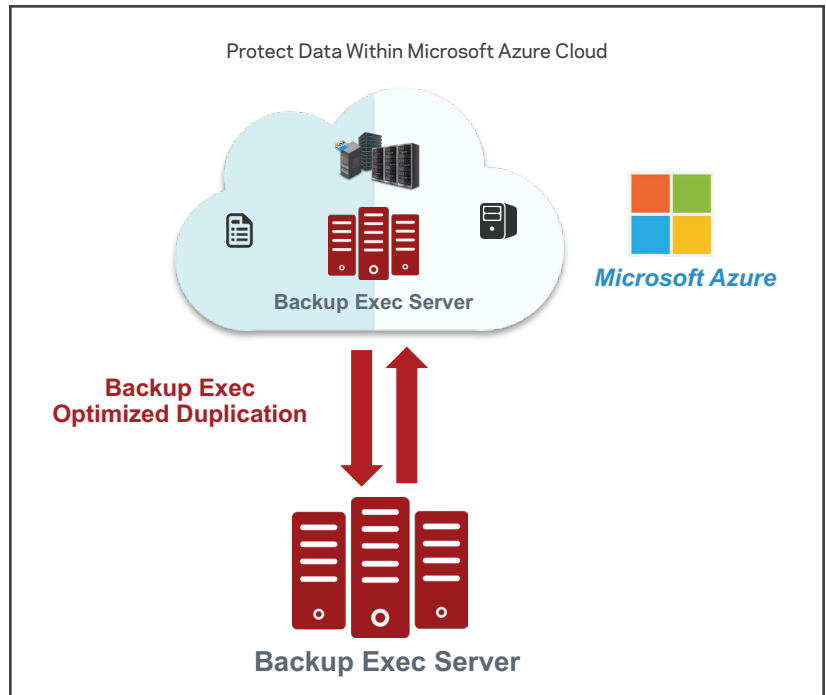 Protect Data Within Microsoft Azure Cloud
Backup Exec Server
Microsoft Azure
Backup Exec
Optimized Duplication
Backup Exec Server